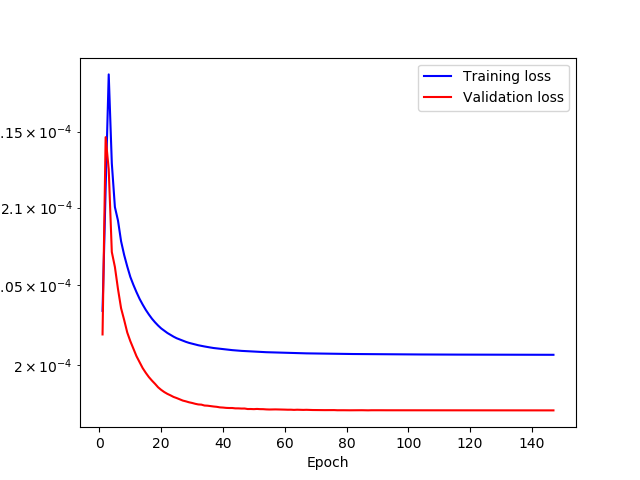 Training loss
Validation loss
.15 × 10⁻⁴
2.1 × 10⁻⁴
.05 × 10⁻⁴
2 × 10⁻⁴
0 20 40 60 80 100 120 140
Epoch